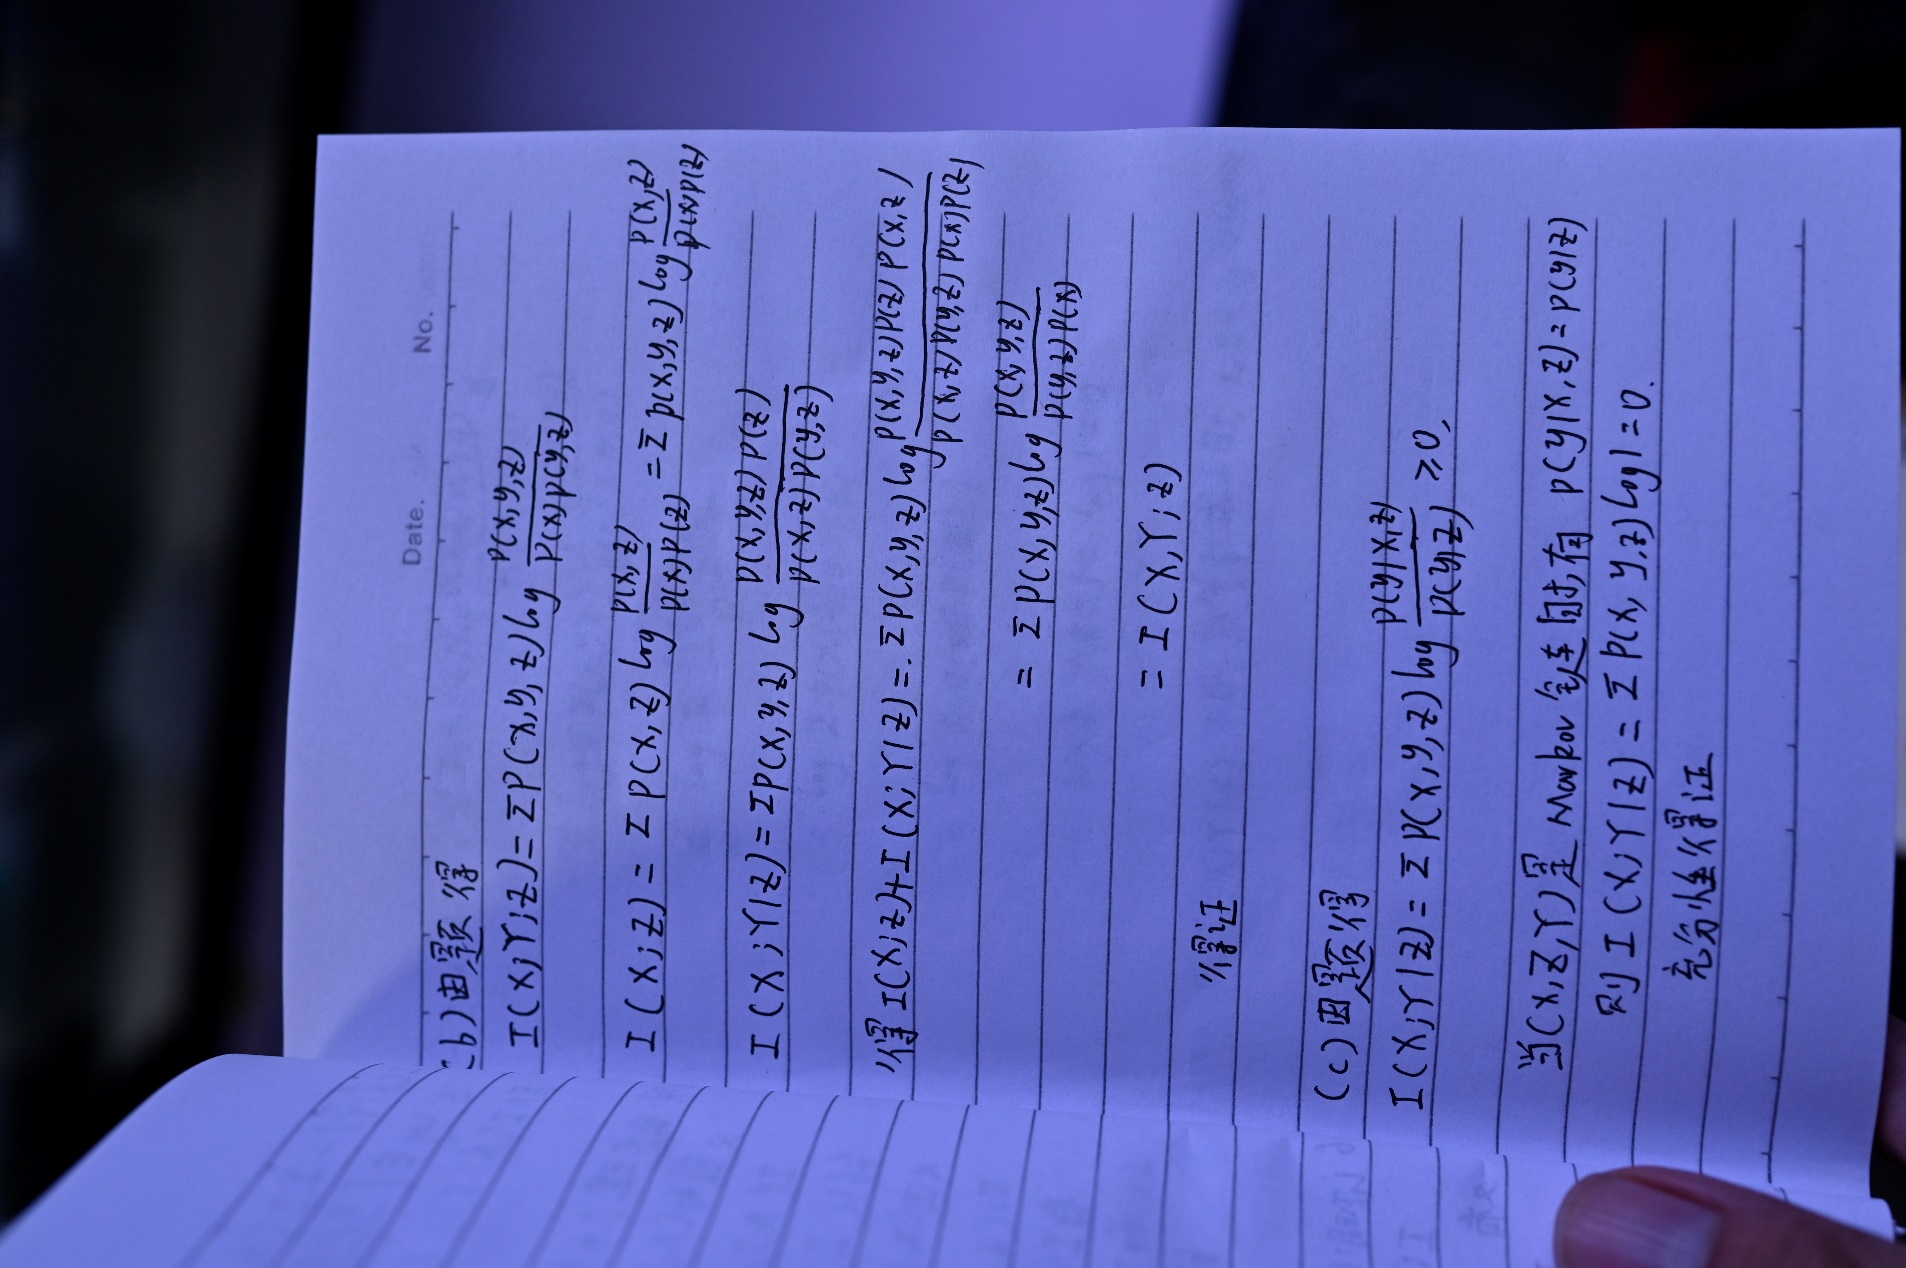 Date. No.
(b) 由题得
I(X;Y;Z) = Σ P(x,y,z) log P(x,y,z) / P(x)P(y,z)
I(X;Z) = Σ P(x,z) log P(x,z) / P(x)P(z) = Σ P(x,y,z) log P(x,z) / P(x)P(z)
I(X;Y|Z) = Σ P(x,y,z) log P(x,y,z)P(z) / P(x,z)P(y,z)
得 I(X;Z)+I(X;Y|Z) = Σ P(x,y,z) log P(x,y,z)P(z)P(x,z) / P(x,z)P(y,z)P(x)P(z)
= Σ P(x,y,z) log P(x,y,z) / P(y,z)P(x)
= I(X,Y;Z)
得证
(c) 由题得
I(X;Y|Z) = Σ P(x,y,z) log P(y|x,z) / P(y|z) ≥ 0,
当(X,Z,Y)是 Markov 链时,有 P(y|x,z) = P(y|z)
则 I(X;Y|Z) = Σ P(x,y,z) log 1 = 0.
充分性得证